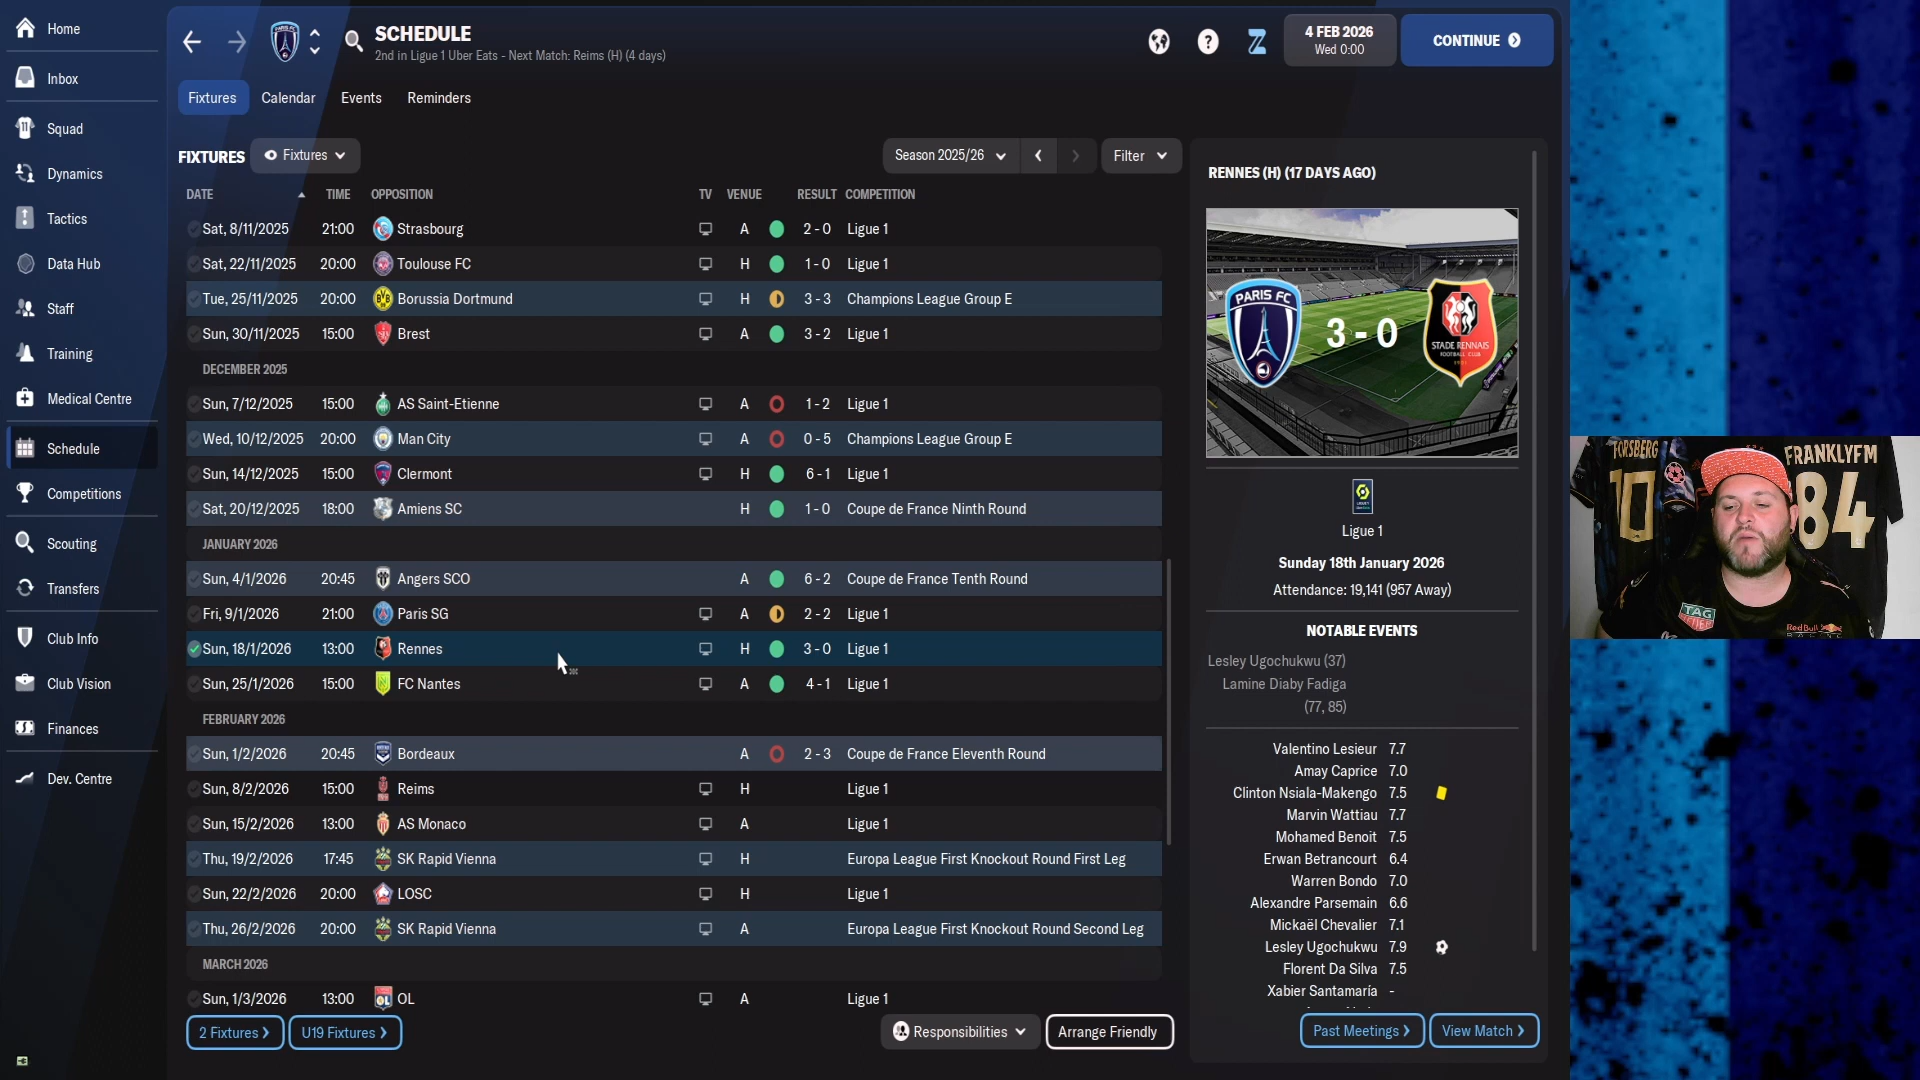 Home
Inbox
Squad
Dynamics
Tactics
Data Hub
Staff
Training
Medical Centre
Schedule
Competitions
Scouting
Transfers
Club Info
Club Vision
Finances
Dev. Centre
SCHEDULE
2nd in Ligue 1 Uber Eats - Next Match: Reims (H) (4 days)
4 FEB 2026
Wed 0:00
CONTINUE
Fixtures Calendar Events Reminders
FIXTURES Fixtures Season 2025/26 Filter
DATE TIME OPPOSITION TV VENUE RESULT COMPETITION
Sat, 8/11/2025 21:00 Strasbourg A 2 - 0 Ligue 1
Sat, 22/11/2025 20:00 Toulouse FC H 1 - 0 Ligue 1
Tue, 25/11/2025 20:00 Borussia Dortmund H 3 - 3 Champions League Group E
Sun, 30/11/2025 15:00 Brest A 3 - 2 Ligue 1
DECEMBER 2025
Sun, 7/12/2025 15:00 AS Saint-Etienne A 1 - 2 Ligue 1
Wed, 10/12/2025 20:00 Man City A 0 - 5 Champions League Group E
Sun, 14/12/2025 15:00 Clermont H 6 - 1 Ligue 1
Sat, 20/12/2025 18:00 Amiens SC H 1 - 0 Coupe de France Ninth Round
JANUARY 2026
Sun, 4/1/2026 20:45 Angers SCO A 6 - 2 Coupe de France Tenth Round
Fri, 9/1/2026 21:00 Paris SG A 2 - 2 Ligue 1
Sun, 18/1/2026 13:00 Rennes H 3 - 0 Ligue 1
Sun, 25/1/2026 15:00 FC Nantes A 4 - 1 Ligue 1
FEBRUARY 2026
Sun, 1/2/2026 20:45 Bordeaux A 2 - 3 Coupe de France Eleventh Round
Sun, 8/2/2026 15:00 Reims H Ligue 1
Sun, 15/2/2026 13:00 AS Monaco A Ligue 1
Thu, 19/2/2026 17:45 SK Rapid Vienna H Europa League First Knockout Round First Leg
Sun, 22/2/2026 20:00 LOSC H Ligue 1
Thu, 26/2/2026 20:00 SK Rapid Vienna A Europa League First Knockout Round Second Leg
MARCH 2026
Sun, 1/3/2026 13:00 OL A Ligue 1
2 Fixtures U19 Fixtures Responsibilities Arrange Friendly
RENNES (H) (17 DAYS AGO)
PARIS FC
3 - 0
STADE RENNAIS
FOOTBALL CLUB
Ligue 1
Sunday 18th January 2026
Attendance: 19,141 (957 Away)
NOTABLE EVENTS
Lesley Ugochukwu (37)
Lamine Diaby Fadiga
(77, 85)
Valentino Lesieur 7.7
Amay Caprice 7.0
Clinton Nsiala-Makengo 7.5
Marvin Wattiau 7.7
Mohamed Benoit 7.5
Erwan Betrancourt 6.4
Warren Bondo 7.0
Alexandre Parsemain 6.6
Mickaël Chevalier 7.1
Lesley Ugochukwu 7.9
Florent Da Silva 7.5
Xabier Santamaría -
Past Meetings View Match
FORSBERG
10
FRANKLYFM
84
TAG
Red Bull